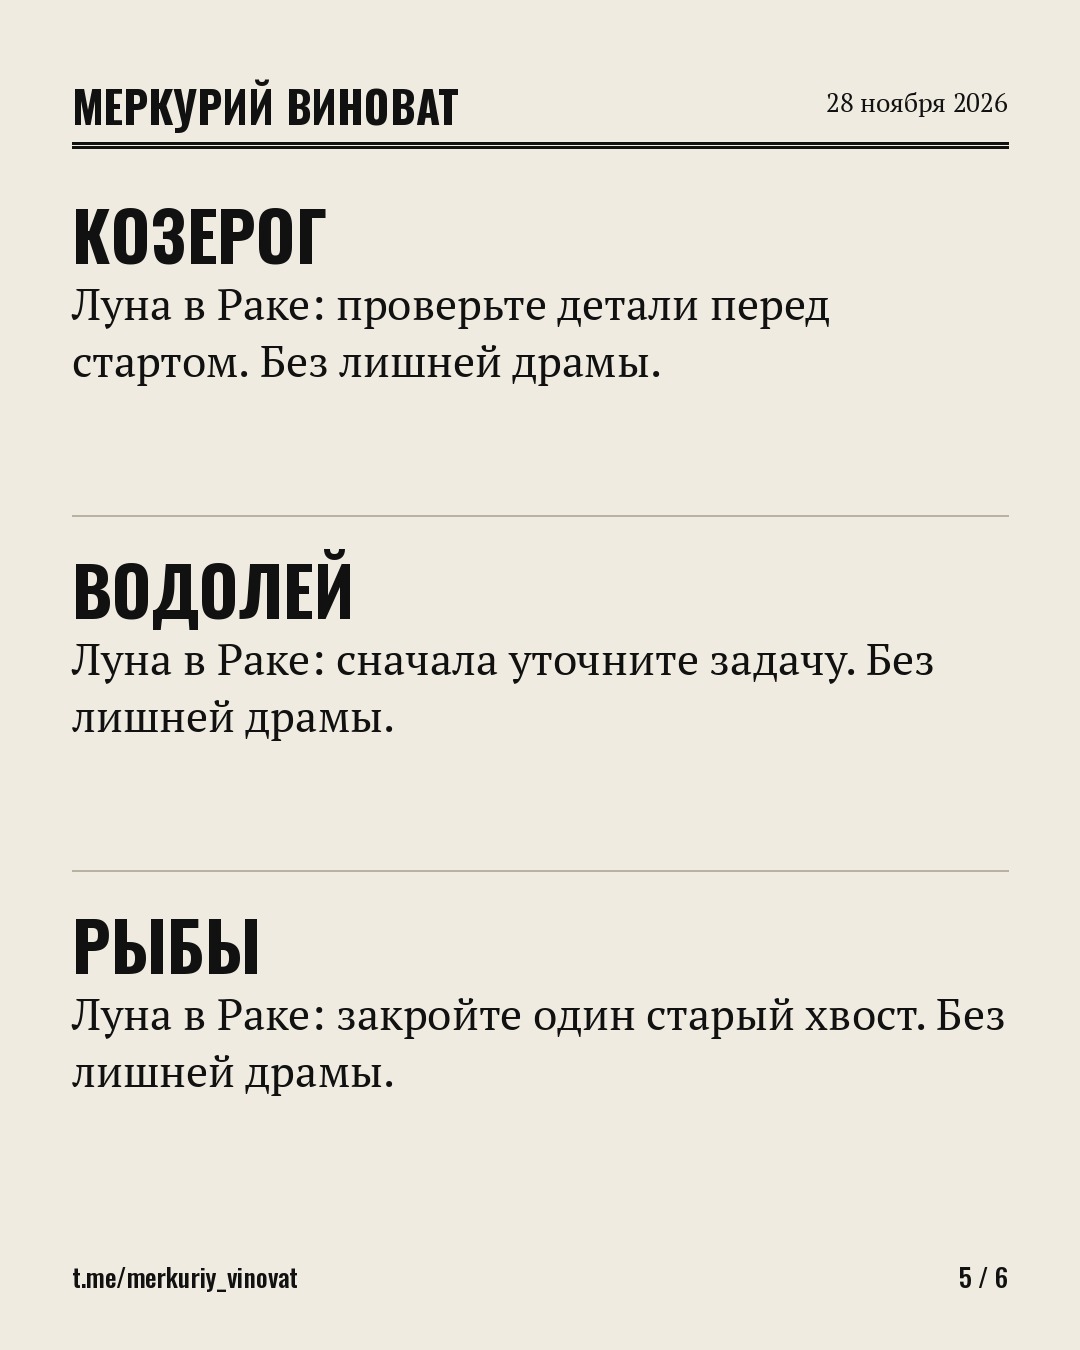 МЕРКУРИЙ ВИНОВАТ
28 ноября 2026
КОЗЕРОГ
Луна в Раке: проверьте детали перед
стартом. Без лишней драмы.
ВОДОЛЕЙ
Луна в Раке: сначала уточните задачу. Без
лишней драмы.
РЫБЫ
Луна в Раке: закройте один старый хвост. Без
лишней драмы.
t.me/merkuriy_vinovat
5 / 6